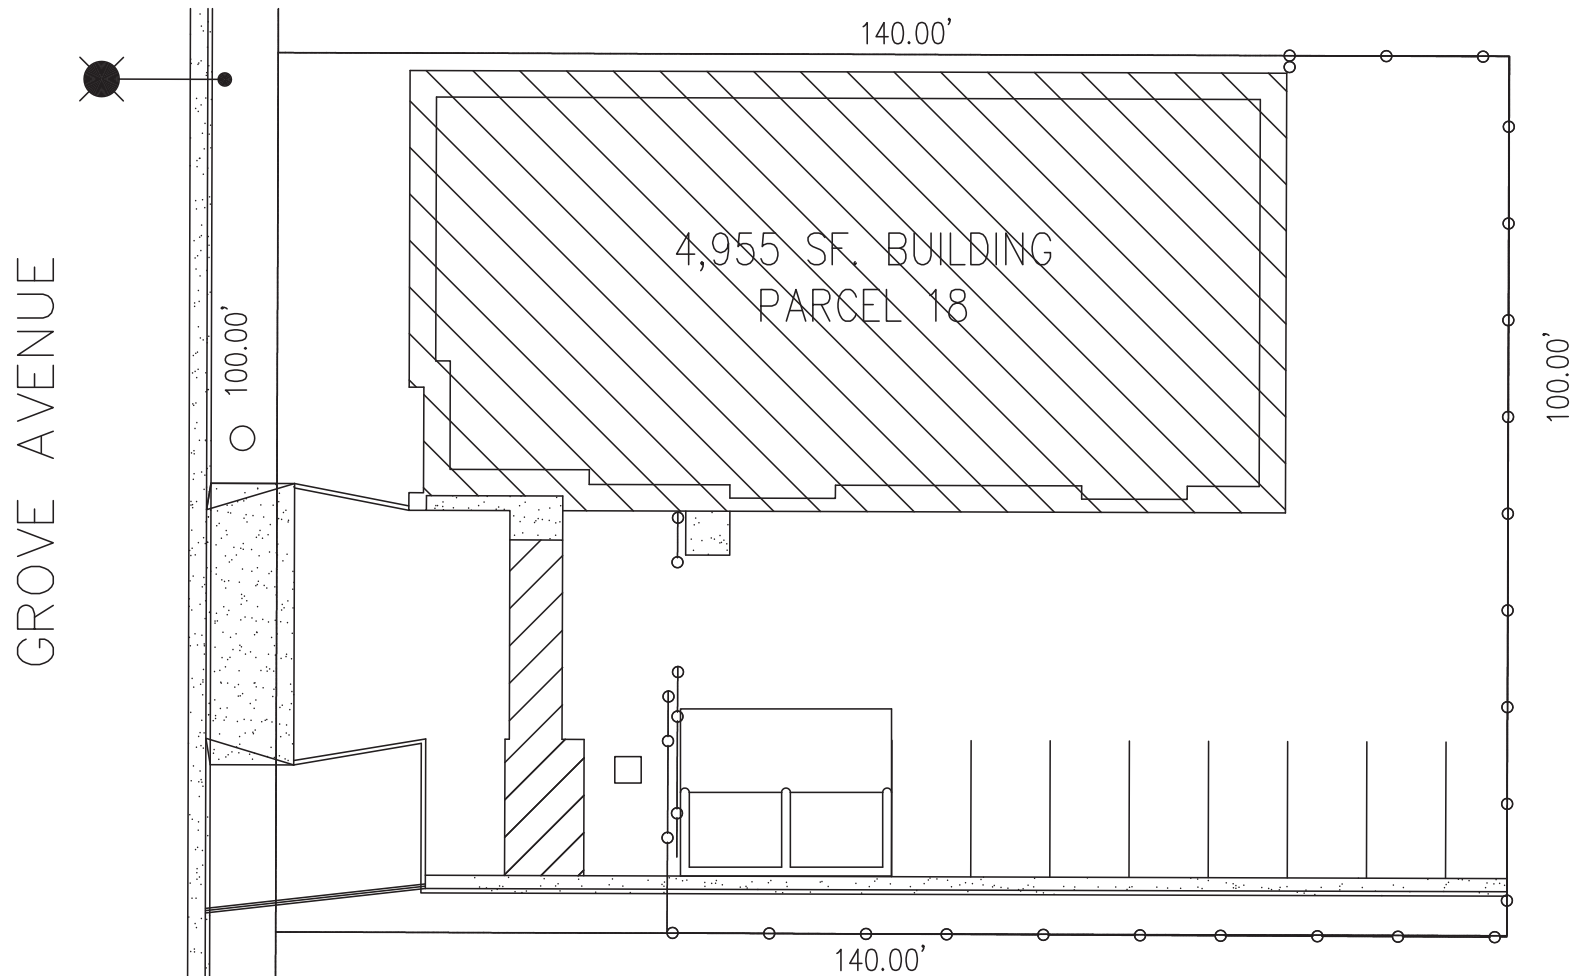 140.00'
4,955 SF. BUILDING
PARCEL 18
GROVE AVENUE
100.00'
100.00'
140.00'